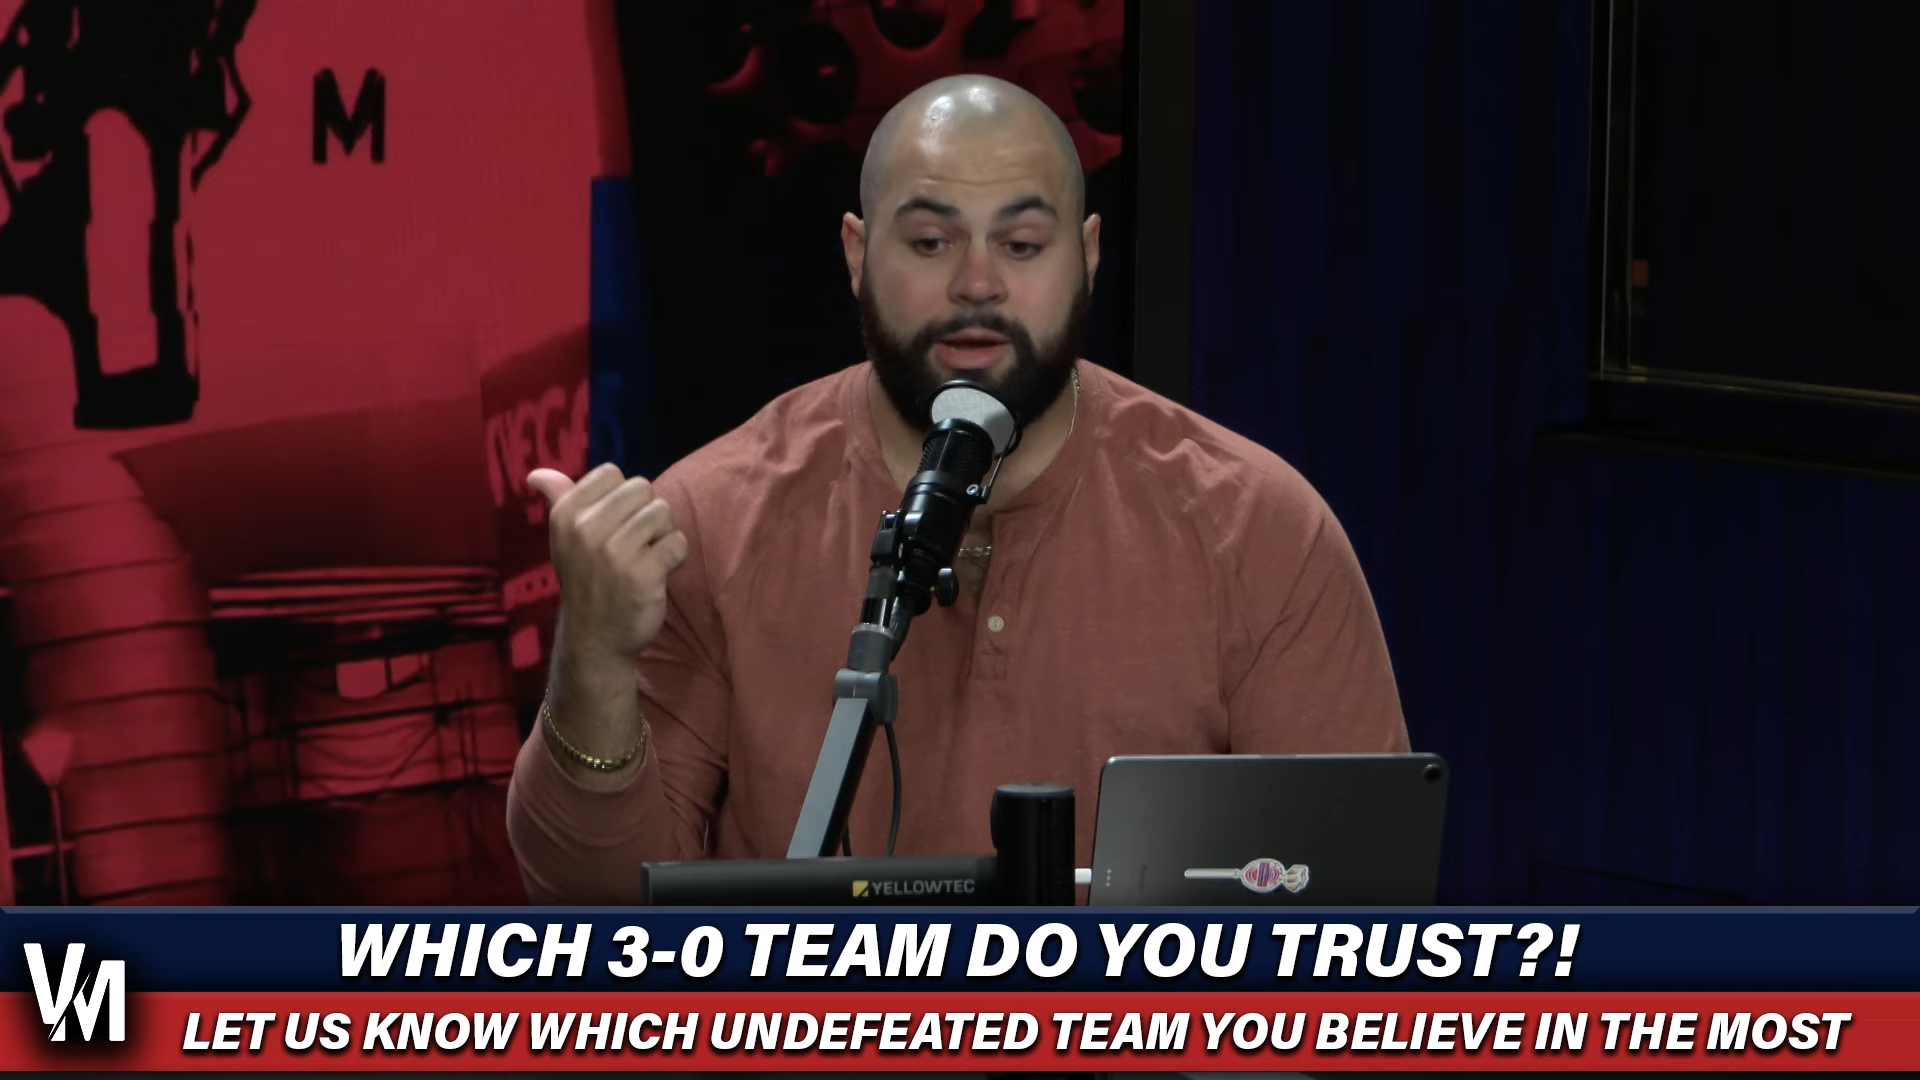 M
VEGAS
YELLOWTEC
WHICH 3-0 TEAM DO YOU TRUST?!
VM
LET US KNOW WHICH UNDEFEATED TEAM YOU BELIEVE IN THE MOST